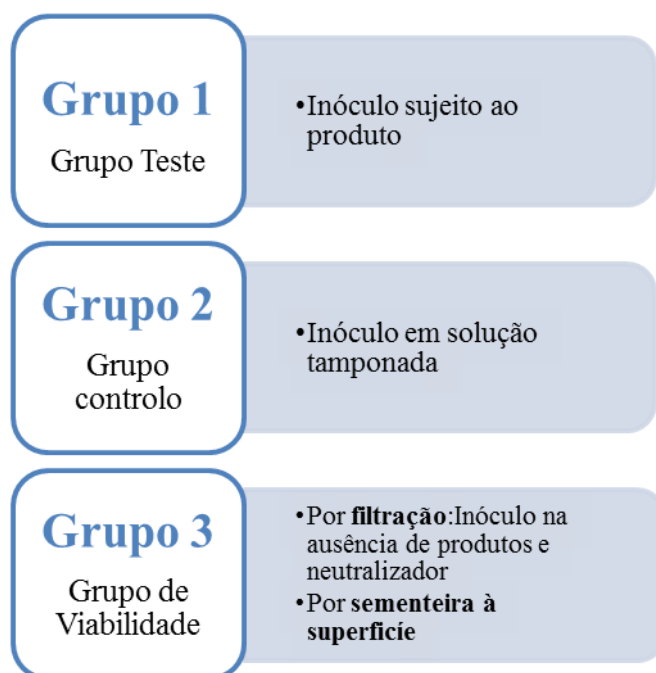 Grupo 1
Grupo Teste
•Inóculo sujeito ao
produto
Grupo 2
Grupo
controlo
•Inóculo em solução
tamponada
Grupo 3
Grupo de
Viabilidade
•Por filtração:Inóculo na
ausência de produtos e
neutralizador
•Por sementeira à
superficíe